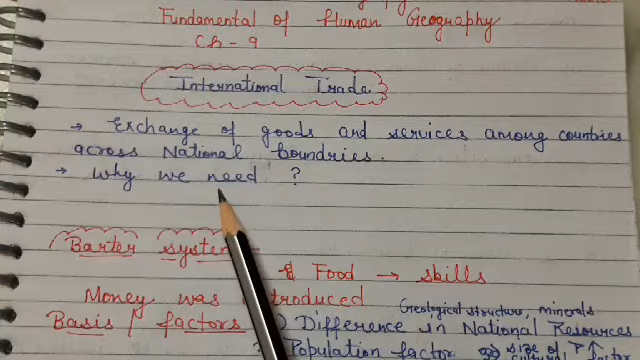 Fundamental of Human Geography
Ch - 9
International Trade
→ Exchange of goods and services among countries
across National boundries.
→ Why we need ?
Barter system
& Food → skills
Money was introduced
Geological structure, minerals
Basis / factors 1) Difference in National Resources
Population factor size of P↑